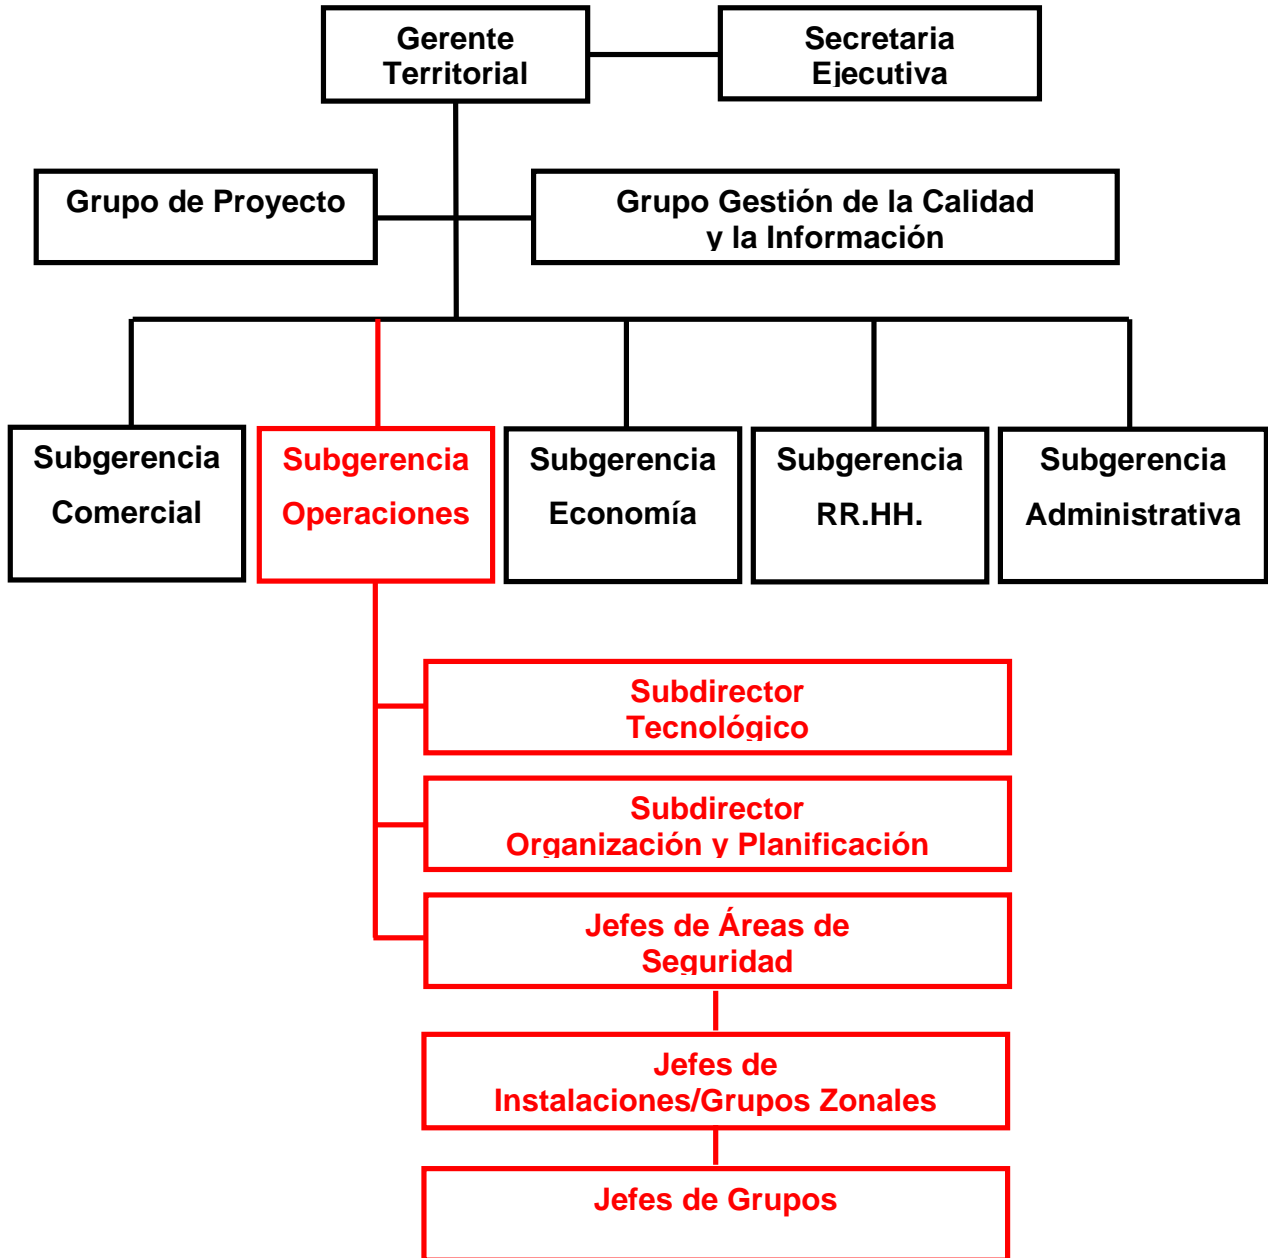 Gerente
Territorial
Secretaria
Ejecutiva
Grupo de Proyecto
Grupo Gestión de la Calidad
y la Información
Subgerencia
Comercial
Subgerencia
Operaciones
Subgerencia
Economía
Subgerencia
RR.HH.
Subgerencia
Administrativa
Subdirector
Tecnológico
Subdirector
Organización y Planificación
Jefes de Áreas de
Seguridad
Jefes de
Instalaciones/Grupos Zonales
Jefes de Grupos